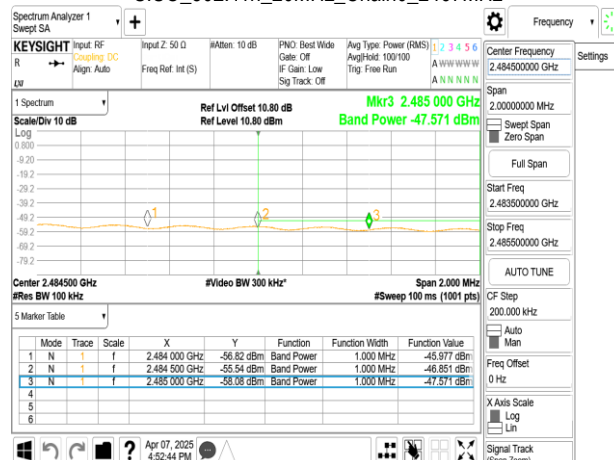 Spectrum Analyzer 1
Swept SA
Frequency
KEYSIGHT
R
LXI
Input: RF
Coupling: DC
Align: Auto
Input Z: 50 Ω
Freq Ref: Int (S)
#Atten: 10 dB
PNO: Best Wide
Gate: Off
IF Gain: Low
Sig Track: Off
Avg Type: Power (RMS)
Avg|Hold: 100/100
Trig: Free Run
1 2 3 4 5 6
A W W W W W
A N N N N N
Center Frequency
2.484500000 GHz
Settings
Span
2.00000000 MHz
Swept Span
Zero Span
Full Span
Start Freq
2.483500000 GHz
Stop Freq
2.485500000 GHz
AUTO TUNE
CF Step
200.000 kHz
Auto
Man
Freq Offset
0 Hz
X Axis Scale
Log
Lin
Signal Track
1 Spectrum
Scale/Div 10 dB
Log
Ref Lvl Offset 10.80 dB
Ref Level 10.80 dBm
Mkr3 2.485 000 GHz
Band Power -47.571 dBm
0.800
-9.20
-19.2
-29.2
-39.2
-49.2
-59.2
-69.2
-79.2
1
2
3
Center 2.484500 GHz
#Video BW 300 kHz*
Span 2.000 MHz
#Res BW 100 kHz
#Sweep 100 ms (1001 pts)
5 Marker Table
Mode Trace Scale X Y Function Function Width Function Value
1 N 1 f 2.484 000 GHz -56.82 dBm Band Power 1.000 MHz -45.977 dBm
2 N 1 f 2.484 500 GHz -55.54 dBm Band Power 1.000 MHz -46.851 dBm
3 N 1 f 2.485 000 GHz -58.08 dBm Band Power 1.000 MHz -47.571 dBm
4
5
6
?
Apr 07, 2025
4:52:44 PM